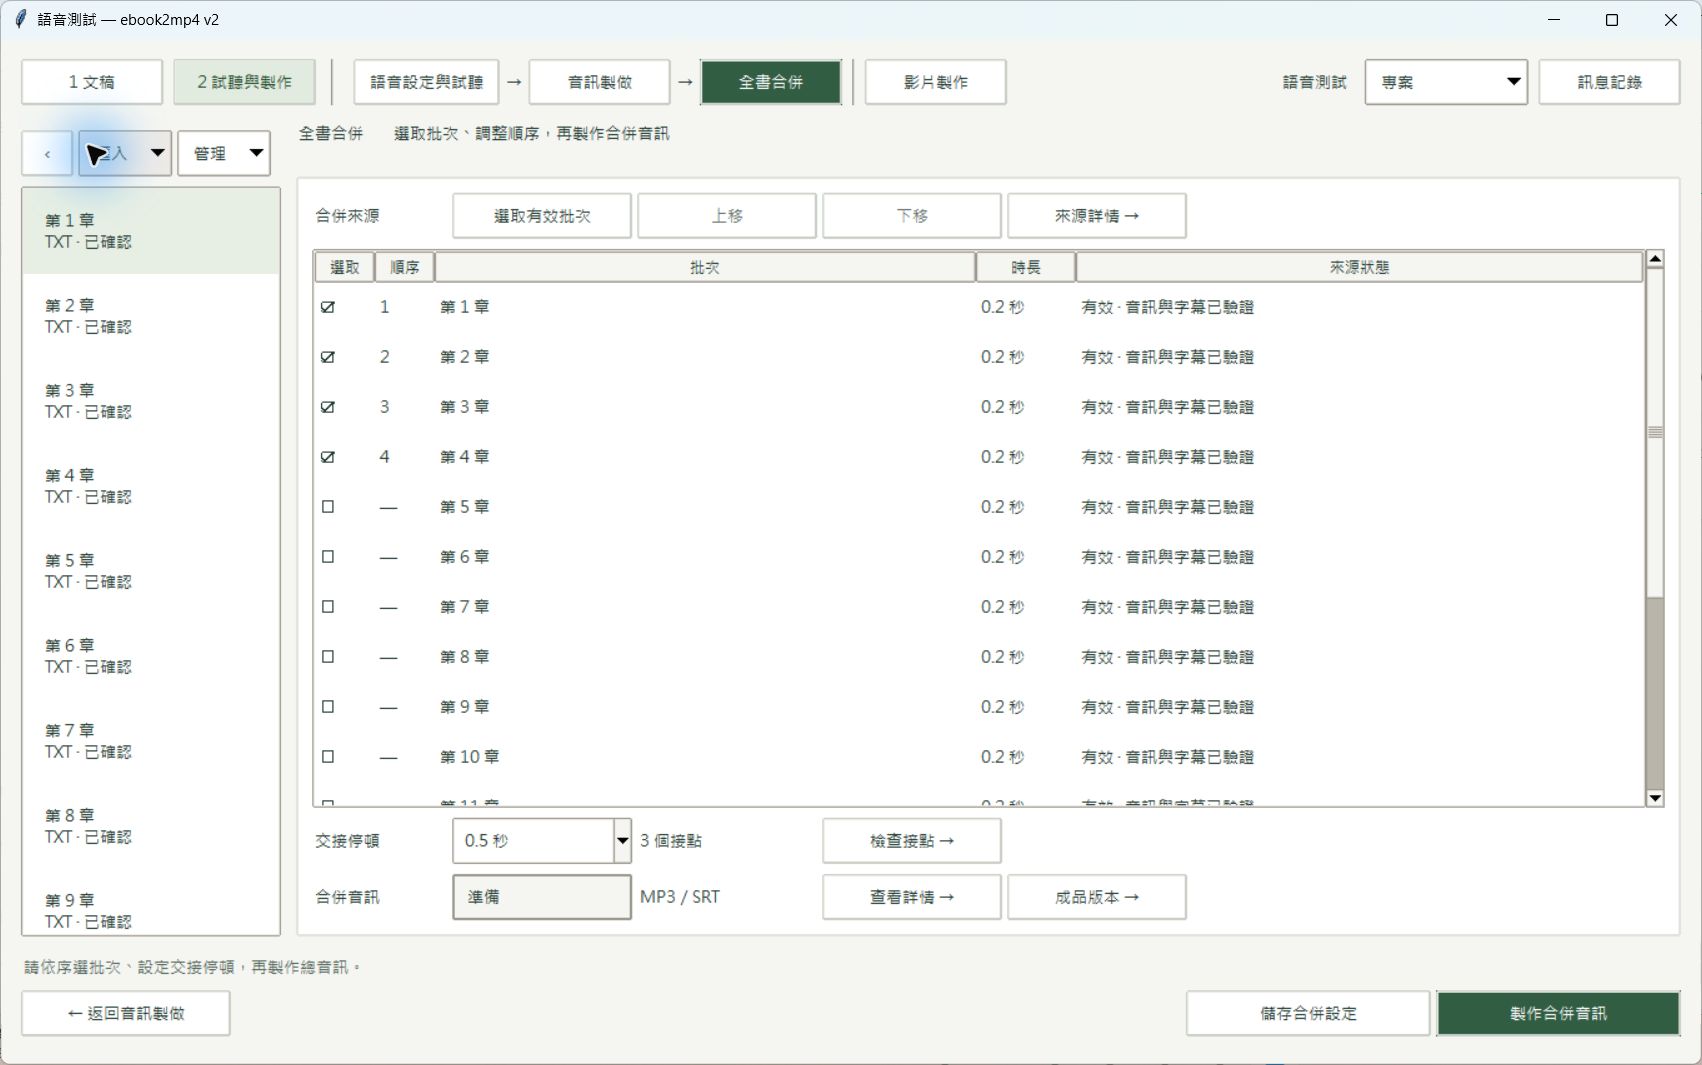 語音測試 — ebook2mp4 v2
1 文稿
2 試聽與製作
語音設定與試聽
→
音訊製做
→
全書合併
影片製作
語音測試
專案
訊息記錄
‹
入
管理
全書合併 選取批次、調整順序，再製作合併音訊
第 1 章
TXT · 已確認
第 2 章
TXT · 已確認
第 3 章
TXT · 已確認
第 4 章
TXT · 已確認
第 5 章
TXT · 已確認
第 6 章
TXT · 已確認
第 7 章
TXT · 已確認
第 8 章
TXT · 已確認
第 9 章
TXT · 已確認
合併來源
選取有效批次
上移
下移
來源詳情 →
選取 順序 批次 時長 來源狀態
1 第 1 章 0.2 秒 有效 · 音訊與字幕已驗證
2 第 2 章 0.2 秒 有效 · 音訊與字幕已驗證
3 第 3 章 0.2 秒 有效 · 音訊與字幕已驗證
4 第 4 章 0.2 秒 有效 · 音訊與字幕已驗證
— 第 5 章 0.2 秒 有效 · 音訊與字幕已驗證
— 第 6 章 0.2 秒 有效 · 音訊與字幕已驗證
— 第 7 章 0.2 秒 有效 · 音訊與字幕已驗證
— 第 8 章 0.2 秒 有效 · 音訊與字幕已驗證
— 第 9 章 0.2 秒 有效 · 音訊與字幕已驗證
— 第 10 章 0.2 秒 有效 · 音訊與字幕已驗證
交接停頓
0.5 秒
3 個接點
檢查接點 →
合併音訊
準備
MP3 / SRT
查看詳情 →
成品版本 →
請依序選批次、設定交接停頓，再製作總音訊。
← 返回音訊製做
儲存合併設定
製作合併音訊